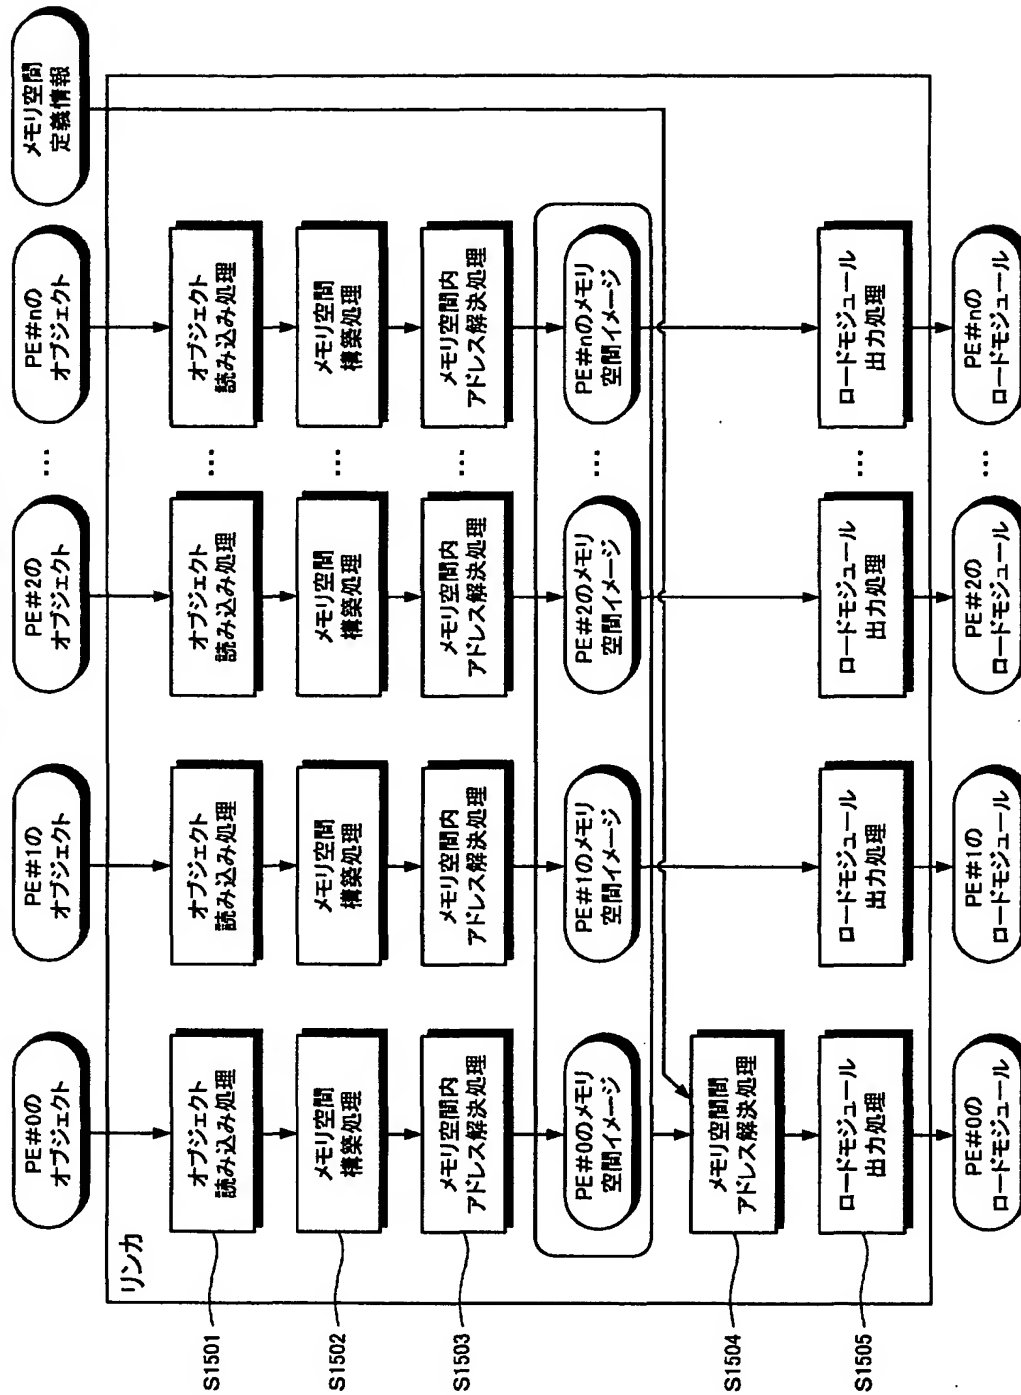 PE#0の
オブジェクト
PE#1の
オブジェクト
PE#2の
オブジェクト
…
PE#nの
オブジェクト
メモリ空間
定義情報
リンカ
S1501
オブジェクト
読み込み処理
オブジェクト
読み込み処理
オブジェクト
読み込み処理
…
オブジェクト
読み込み処理
S1502
メモリ空間
構築処理
メモリ空間
構築処理
メモリ空間
構築処理
…
メモリ空間
構築処理
S1503
メモリ空間内
アドレス解決処理
メモリ空間内
アドレス解決処理
メモリ空間内
アドレス解決処理
…
メモリ空間内
アドレス解決処理
PE#0のメモリ
空間イメージ
PE#1のメモリ
空間イメージ
PE#2のメモリ
空間イメージ
…
PE#nのメモリ
空間イメージ
S1504
メモリ空間間
アドレス解決処理
S1505
ロードモジュール
出力処理
ロードモジュール
出力処理
ロードモジュール
出力処理
…
ロードモジュール
出力処理
PE#0の
ロードモジュール
PE#1の
ロードモジュール
PE#2の
ロードモジュール
…
PE#nの
ロードモジュール